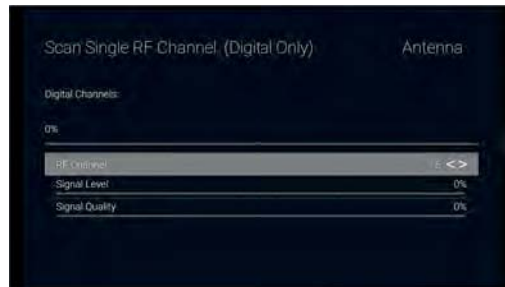 Scan Single RF Channel (Digital Only) Antenna
Digital Channels:
0%
RF Channel <>
Signal Level 0%
Signal Quality 0%